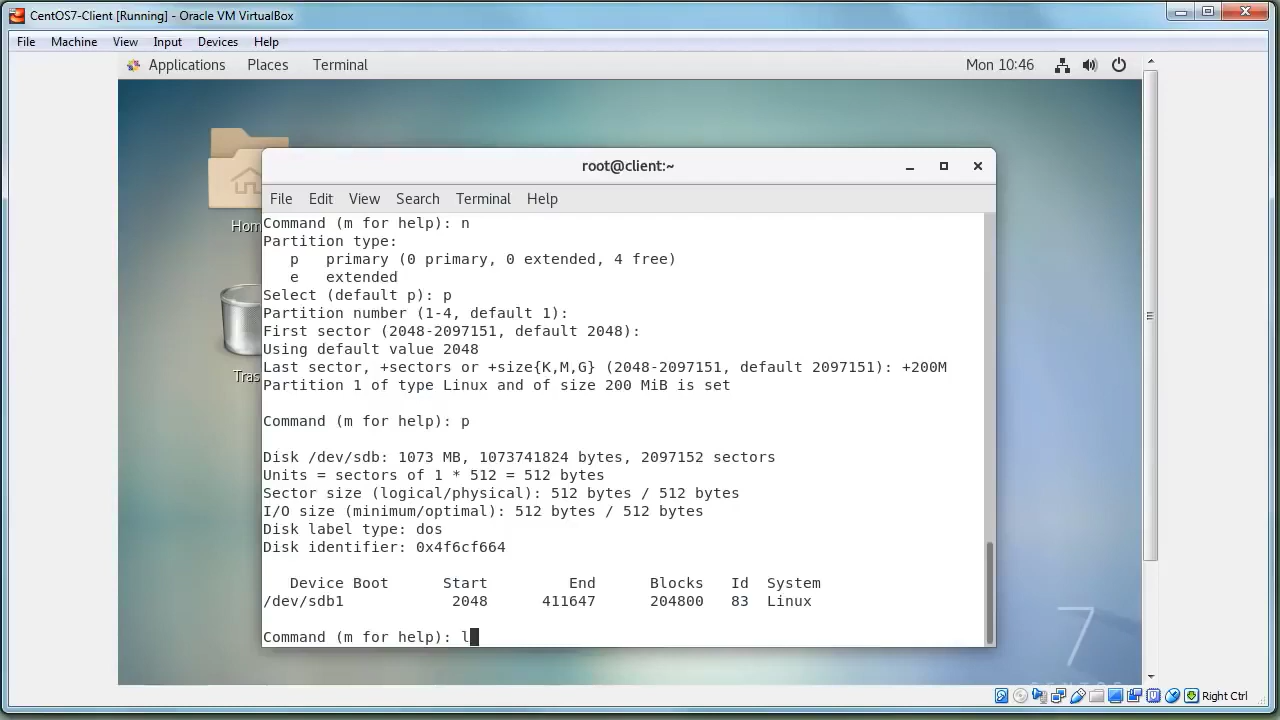 CentOS7-Client [Running] - Oracle VM VirtualBox
File Machine View Input Devices Help
Applications Places Terminal Mon 10:46
root@client:~
File Edit View Search Terminal Help
Command (m for help): n
Partition type:
   p   primary (0 primary, 0 extended, 4 free)
   e   extended
Select (default p): p
Partition number (1-4, default 1):
First sector (2048-2097151, default 2048):
Using default value 2048
Last sector, +sectors or +size{K,M,G} (2048-2097151, default 2097151): +200M
Partition 1 of type Linux and of size 200 MiB is set
Command (m for help): p
Disk /dev/sdb: 1073 MB, 1073741824 bytes, 2097152 sectors
Units = sectors of 1 * 512 = 512 bytes
Sector size (logical/physical): 512 bytes / 512 bytes
I/O size (minimum/optimal): 512 bytes / 512 bytes
Disk label type: dos
Disk identifier: 0x4f6cf664
   Device Boot      Start         End      Blocks   Id  System
/dev/sdb1            2048      411647      204800   83  Linux
Command (m for help): l
Hom
Tras
7
Right Ctrl